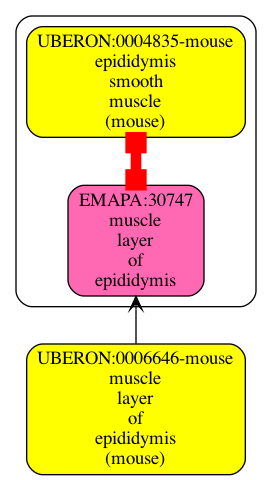 UBERON:0004835-mouse
epididymis
smooth
muscle
(mouse)
EMAPA:30747
muscle
layer
of
epididymis
UBERON:0006646-mouse
muscle
layer
of
epididymis
(mouse)